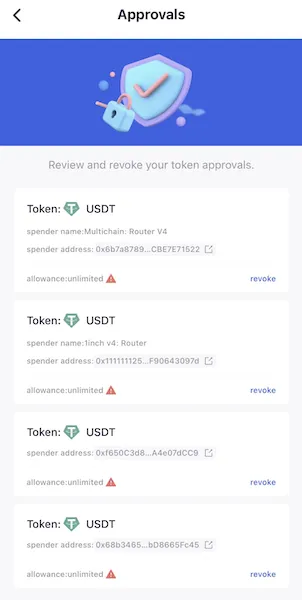 Approvals
Review and revoke your token approvals.
Token: USDT
spender name:Multichain: Router V4
spender address: 0x6b7a8789...CBE7E71522
allowance:unlimited
revoke
Token: USDT
spender name:1inch v4: Router
spender address: 0x111111125...F90643097d
allowance:unlimited
revoke
Token: USDT
spender address: 0xf650C3d8...A4e07dCC9
allowance:unlimited
revoke
Token: USDT
spender address: 0x68b3465...bD8665Fc45
allowance:unlimited
revoke